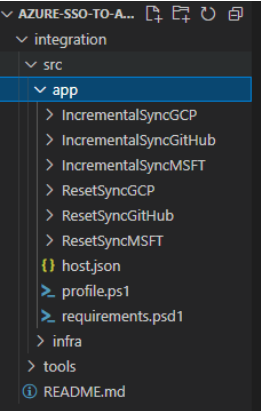 AZURE-SSO-TO-A...
integration
src
app
IncrementalSyncGCP
IncrementalSyncGitHub
IncrementalSyncMSFT
ResetSyncGCP
ResetSyncGitHub
ResetSyncMSFT
{} host.json
profile.ps1
requirements.psd1
infra
tools
README.md